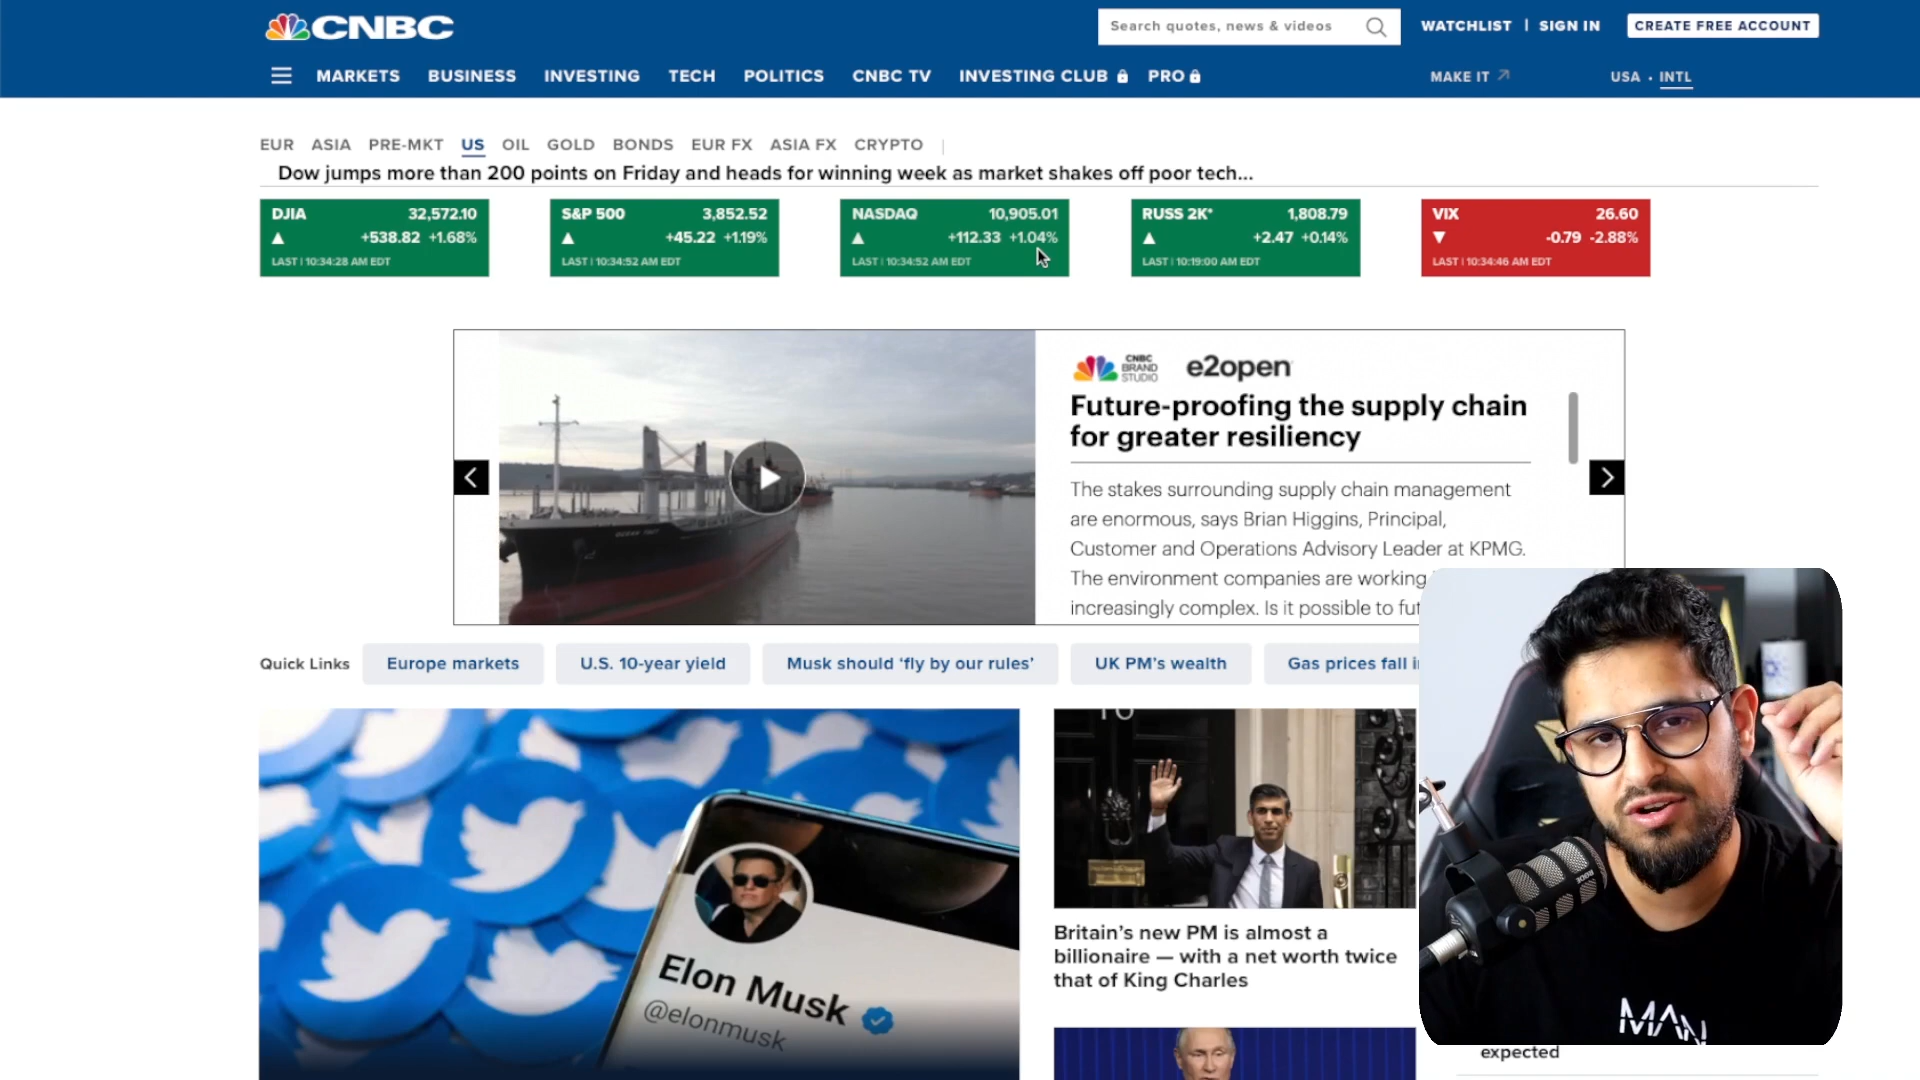 CNBC
Search quotes, news & videos
WATCHLIST | SIGN IN
CREATE FREE ACCOUNT
MARKETS BUSINESS INVESTING TECH POLITICS CNBC TV INVESTING CLUB PRO
MAKE IT
USA • INTL
EUR ASIA PRE-MKT US OIL GOLD BONDS EUR FX ASIA FX CRYPTO
Dow jumps more than 200 points on Friday and heads for winning week as market shakes off poor tech...
DJIA 32,572.10
+538.82 +1.68%
LAST | 10:34:28 AM EDT
S&P 500 3,852.52
+45.22 +1.19%
LAST | 10:34:52 AM EDT
NASDAQ 10,905.01
+112.33 +1.04%
LAST | 10:34:52 AM EDT
RUSS 2K* 1,808.79
+2.47 +0.14%
LAST | 10:19:00 AM EDT
VIX 26.60
-0.79 -2.88%
LAST | 10:34:46 AM EDT
CNBC
BRAND
STUDIO
e2open
Future-proofing the supply chain
for greater resiliency
The stakes surrounding supply chain management
are enormous, says Brian Higgins, Principal,
Customer and Operations Advisory Leader at KPMG.
The environment companies are working
increasingly complex. Is it possible to fut
Quick Links
Europe markets
U.S. 10-year yield
Musk should ‘fly by our rules’
UK PM’s wealth
Gas prices fall i
10
Elon Musk
@elonmusk
Britain’s new PM is almost a
billionaire — with a net worth twice
that of King Charles
RODE
MAN
expected